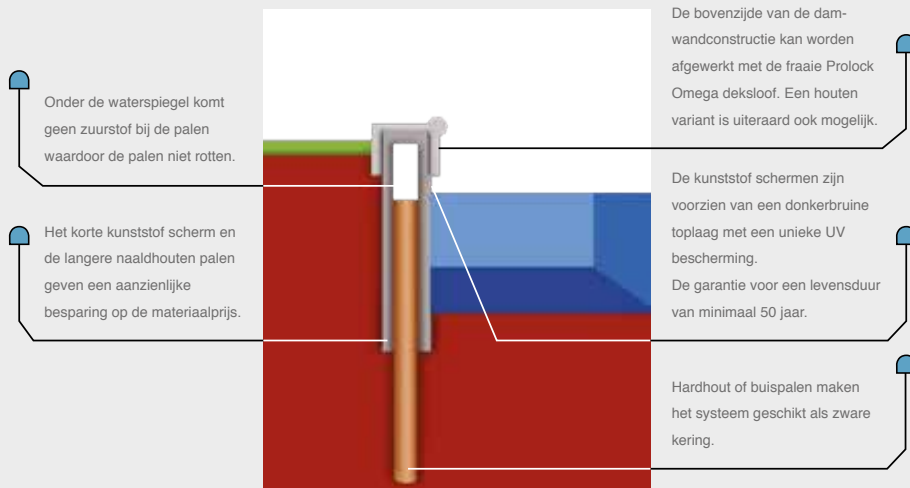 Onder de waterspiegel komt
geen zuurstof bij de palen
waardoor de palen niet rotten.
Het korte kunststof scherm en
de langere naaldhouten palen
geven een aanzienlijke
besparing op de materiaalprijs.
De bovenzijde van de dam-
wandconstructie kan worden
afgewerkt met de fraaie Prolock
Omega deksloof. Een houten
variant is uiteraard ook mogelijk.
De kunststof schermen zijn
voorzien van een donkerbruine
toplaag met een unieke UV
bescherming.
De garantie voor een levensduur
van minimaal 50 jaar.
Hardhout of buispalen maken
het systeem geschikt als zware
kering.